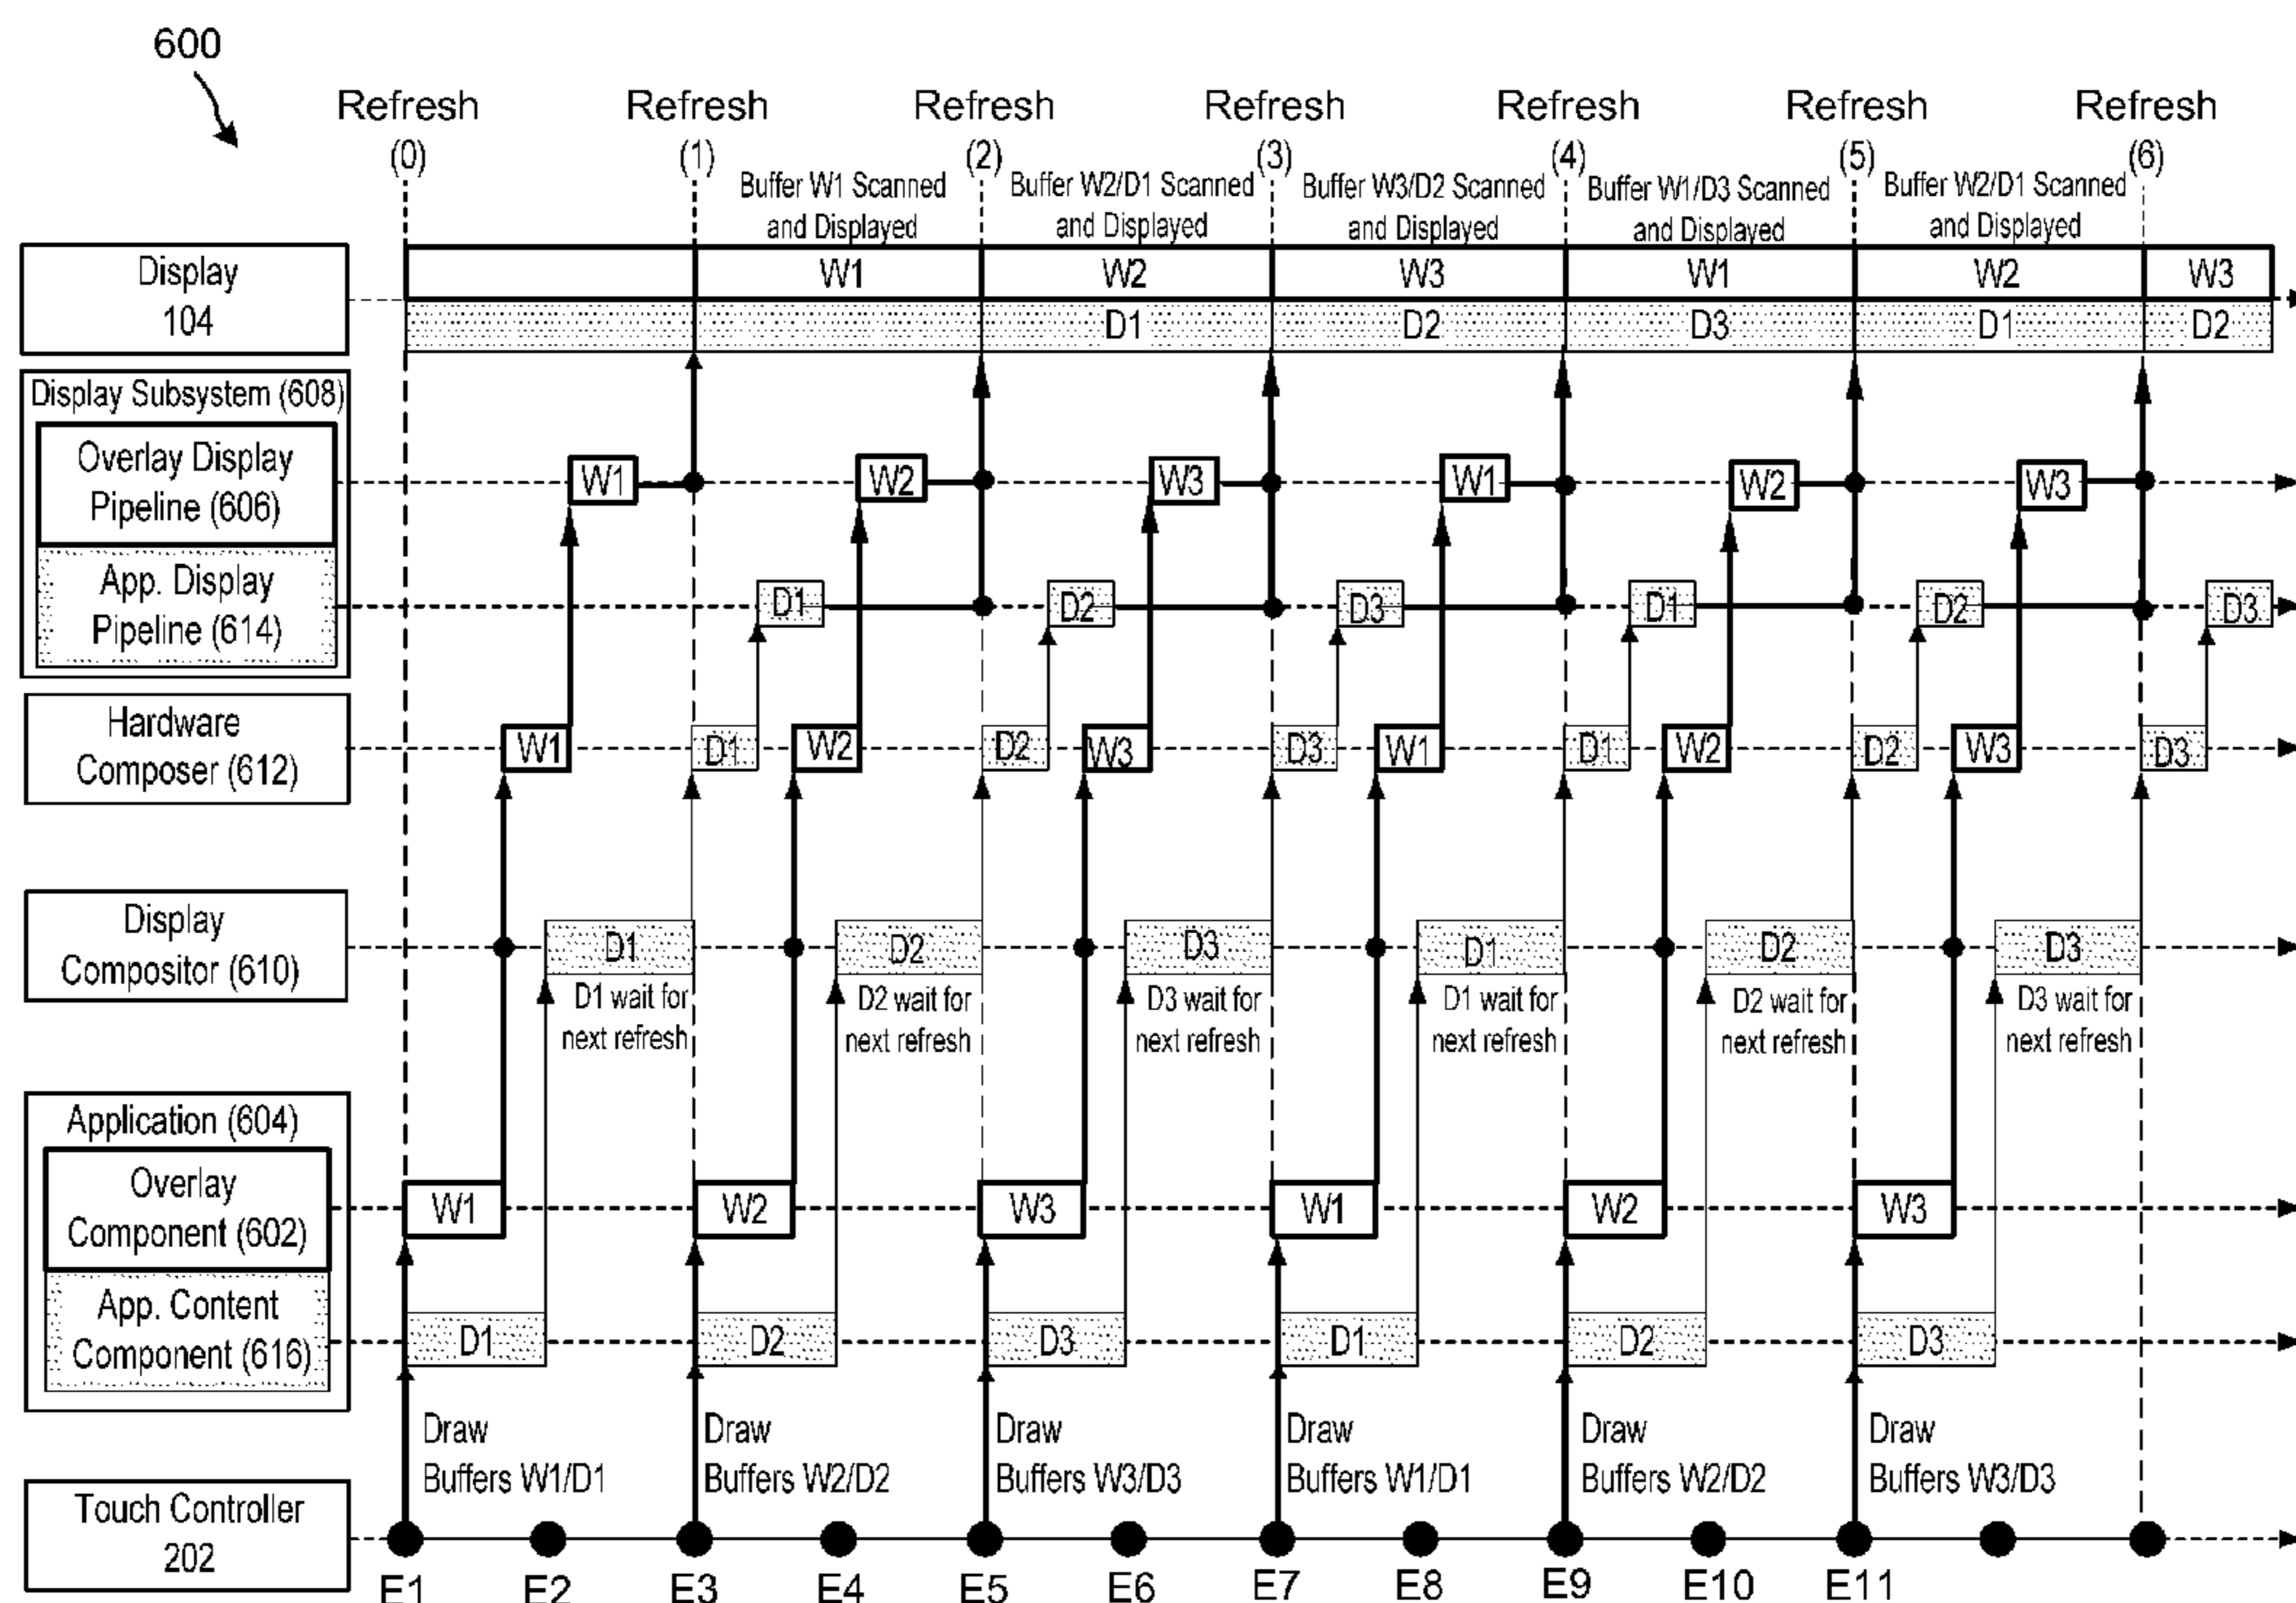 600
Refresh Refresh Refresh Refresh Refresh Refresh Refresh
(0) (1) (2) (3) (4) (5) (6)
Buffer W1 Scanned Buffer W2/D1 Scanned Buffer W3/D2 Scanned Buffer W1/D3 Scanned Buffer W2/D1 Scanned
and Displayed and Displayed and Displayed and Displayed and Displayed
Display
104
W1 W2 W3 W1 W2 W3
D1 D2 D3 D1 D2
Display Subsystem (608)
Overlay Display
Pipeline (606)
W1 W2 W3 W1 W2 W3
App. Display
Pipeline (614)
D1 D2 D3 D1 D2 D3
Hardware
Composer (612)
W1 D1 W2 D2 W3 D3 W1 D1 W2 D2 W3 D3
Display
Compositor (610)
D1 D2 D3 D1 D2 D3
D1 wait for D2 wait for D3 wait for D1 wait for D2 wait for D3 wait for
next refresh next refresh next refresh next refresh next refresh next refresh
Application (604)
Overlay
Component (602)
W1 W2 W3 W1 W2 W3
App. Content
Component (616)
D1 D2 D3 D1 D2 D3
Draw Draw Draw Draw Draw Draw
Buffers W1/D1 Buffers W2/D2 Buffers W3/D3 Buffers W1/D1 Buffers W2/D2 Buffers W3/D3
Touch Controller
202
E1 E2 E3 E4 E5 E6 E7 E8 E9 E10 E11